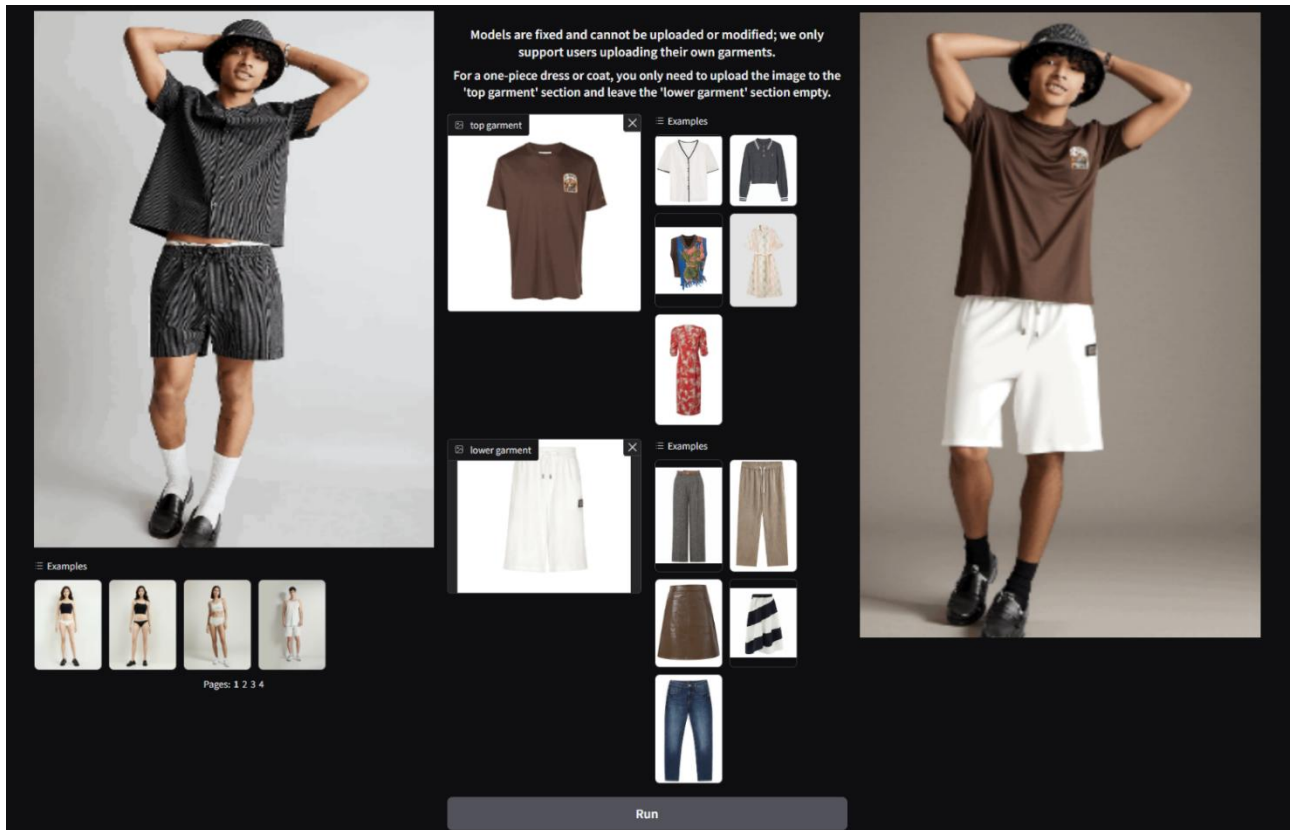 Models are fixed and cannot be uploaded or modified; we only
support users uploading their own garments.
For a one-piece dress or coat, you only need to upload the image to the
'top garment' section and leave the 'lower garment' section empty.
top garment
Examples
lower garment
Examples
Examples
Pages: 1 2 3 4
Run